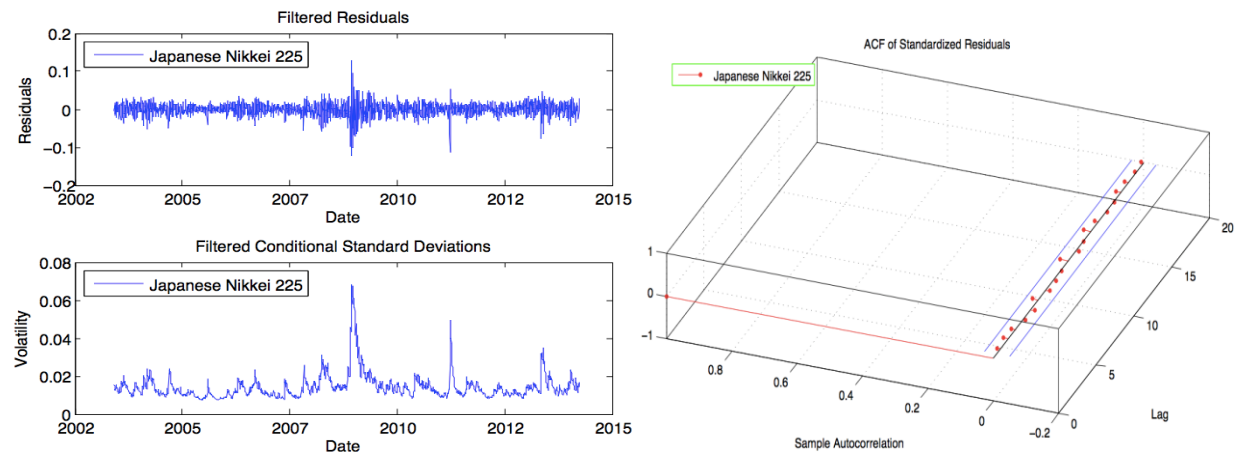 Filtered Residuals
0.2
Japanese Nikkei 225
0.1
0
−0.1
−0.2
Residuals
2002 2005 2007 2010 2012 2015
Date
Filtered Conditional Standard Deviations
0.08
Japanese Nikkei 225
0.06
0.04
0.02
0
Volatility
2002 2005 2007 2010 2012 2015
Date
ACF of Standardized Residuals
Japanese Nikkei 225
1
0
−1
0.8
0.6
0.4
0.2
0
−0.2
Sample Autocorrelation
0
5
10
15
20
Lag